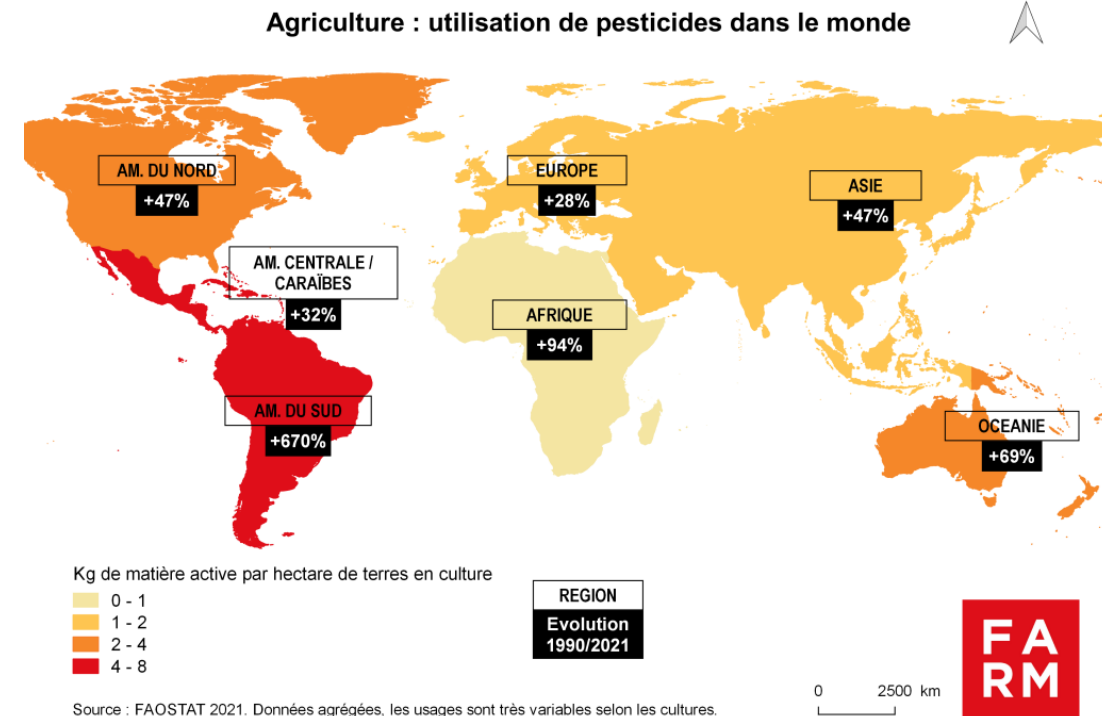 Agriculture : utilisation de pesticides dans le monde
AM. DU NORD
+47%
EUROPE
+28%
ASIE
+47%
AM. CENTRALE /
CARAÏBES
+32%
AFRIQUE
+94%
AM. DU SUD
+670%
OCEANIE
+69%
Kg de matière active par hectare de terres en culture
0 - 1
1 - 2
2 - 4
4 - 8
REGION
Evolution
1990/2021
FA
RM
0 2500 km
Source : FAOSTAT 2021. Données agrégées, les usages sont très variables selon les cultures.